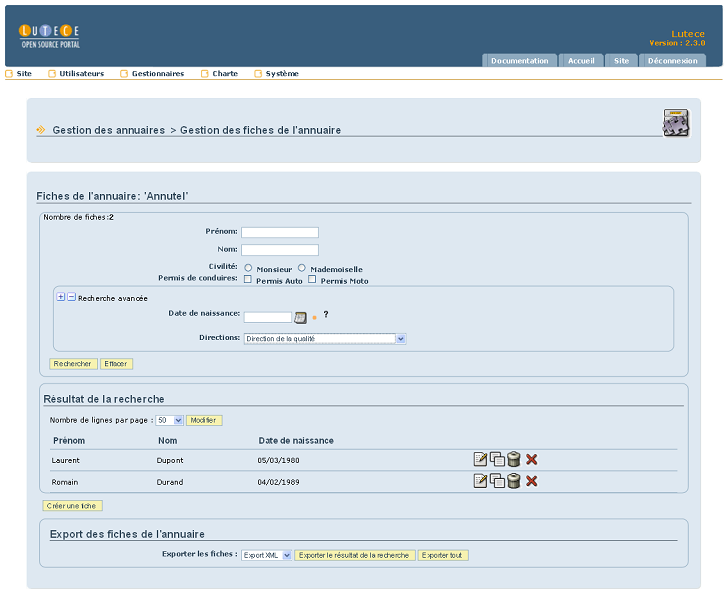 LUTECE
OPEN SOURCE PORTAL
Lutece
Version : 2.3.0
Documentation Accueil Site Déconnexion
Site Utilisateurs Gestionnaires Charte Système
Gestion des annuaires > Gestion des fiches de l'annuaire
Fiches de l'annuaire: 'Annutel'
Nombre de fiches:2
Prénom:
Nom:
Civilité: Monsieur Mademoiselle
Permis de conduires: Permis Auto Permis Moto
Recherche avancée
Date de naissance: * ?
Directions: Direction de la qualité
Rechercher Effacer
Résultat de la recherche
Nombre de lignes par page : 50 Modifier
Prénom Nom Date de naissance
Laurent Dupont 05/03/1980
Romain Durand 04/02/1989
Créer une fiche
Export des fiches de l'annuaire
Exporter les fiches : Export XML Exporter le résultat de la recherche Exporter tout